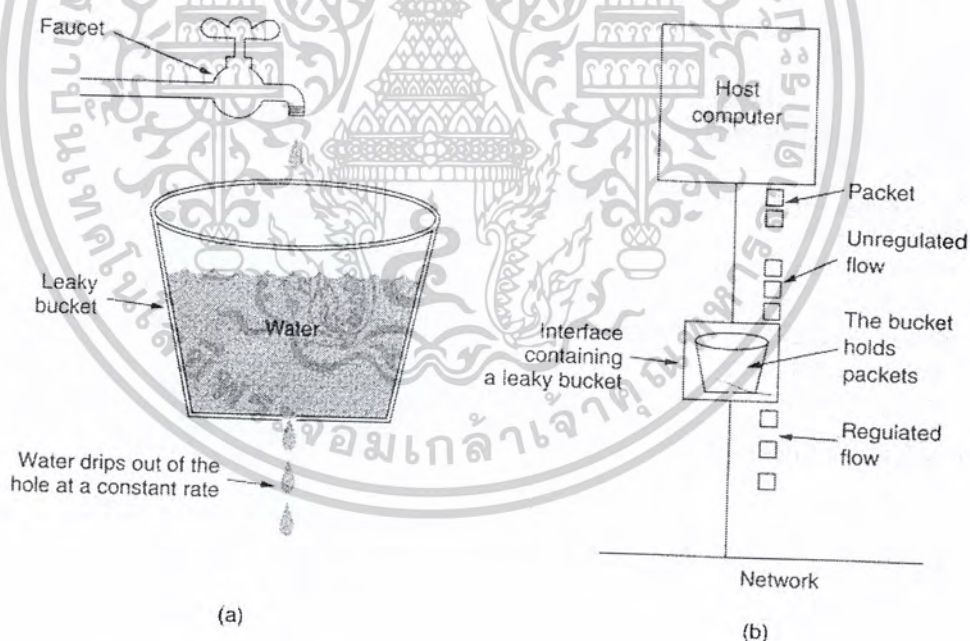 Faucet
Leaky
bucket
Water
Water drips out of the
hole at a constant rate
(a)
Host
computer
Packet
Unregulated
flow
Interface
containing
a leaky bucket
The bucket
holds
packets
Regulated
flow
Network
(b)